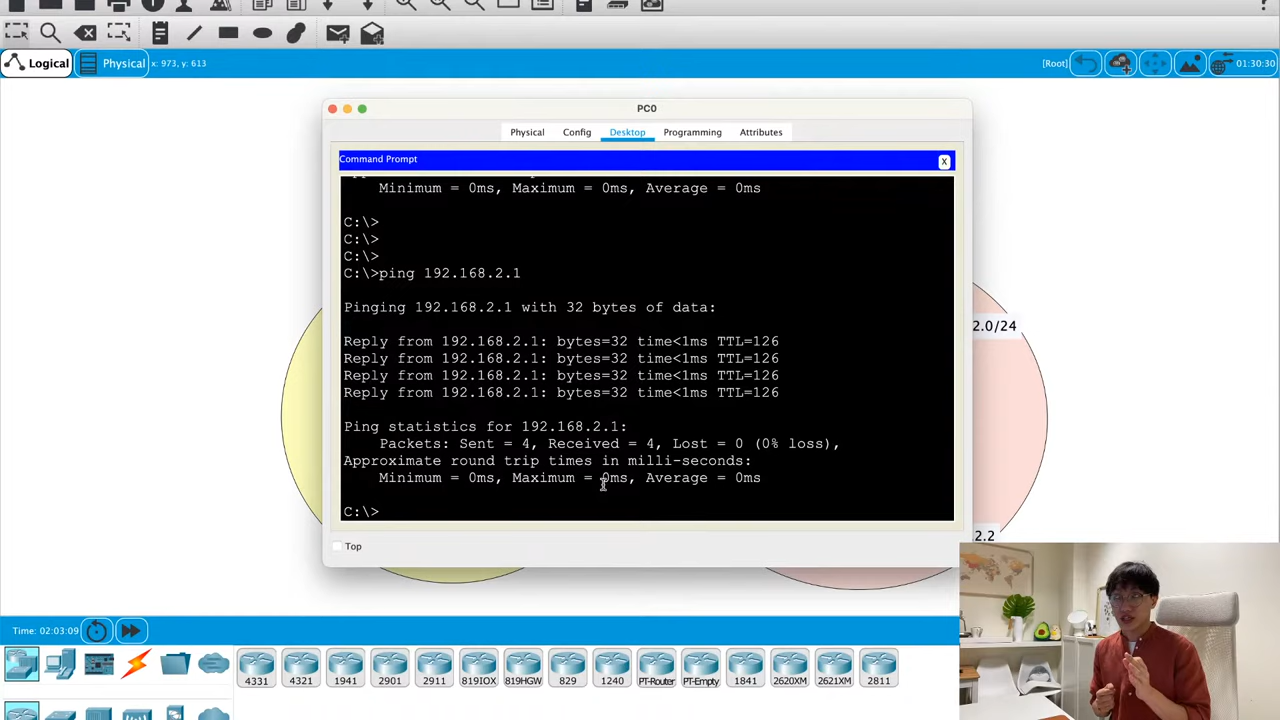 Logical
Physical
x: 973, y: 613
[Root]
01:30:30
PC0
Physical
Config
Desktop
Programming
Attributes
Command Prompt
X
Minimum = 0ms, Maximum = 0ms, Average = 0ms
C:\>
C:\>
C:\>
C:\>ping 192.168.2.1
Pinging 192.168.2.1 with 32 bytes of data:
Reply from 192.168.2.1: bytes=32 time<1ms TTL=126
Reply from 192.168.2.1: bytes=32 time<1ms TTL=126
Reply from 192.168.2.1: bytes=32 time<1ms TTL=126
Reply from 192.168.2.1: bytes=32 time<1ms TTL=126
Ping statistics for 192.168.2.1:
Packets: Sent = 4, Received = 4, Lost = 0 (0% loss),
Approximate round trip times in milli-seconds:
Minimum = 0ms, Maximum = 0ms, Average = 0ms
C:\>
Top
2.0/24
2.2
Time: 02:03:09
4331
4321
1941
2901
2911
819IOX
819HGW
829
1240
PT-Router
PT-Empty
1841
2620XM
2621XM
2811